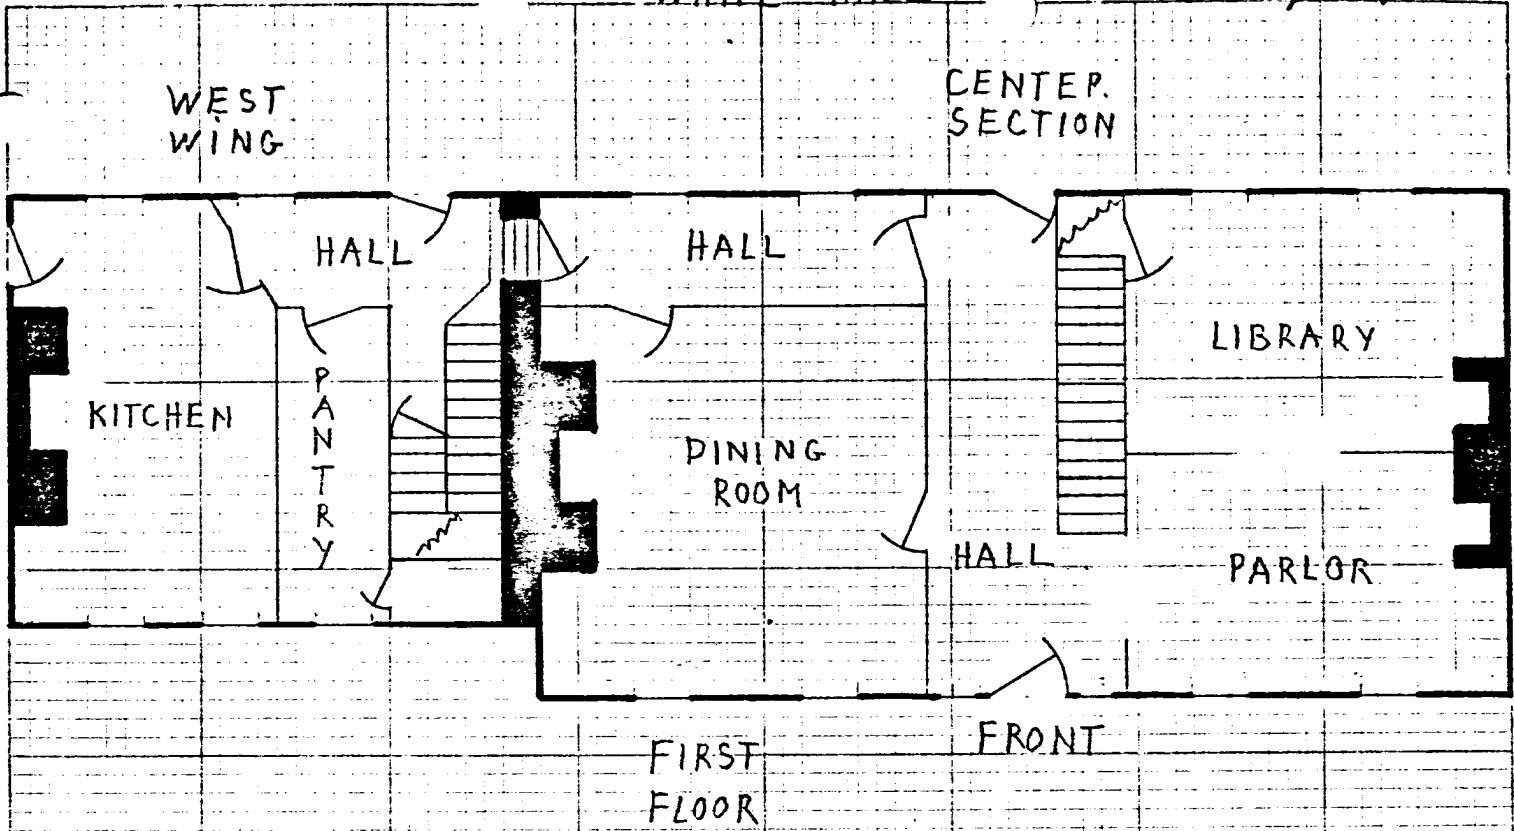 WEST
WING
CENTER
SECTION
HALL
HALL
LIBRARY
KITCHEN
PANTRY
DINING
ROOM
HALL
PARLOR
FRONT
FIRST
FLOOR